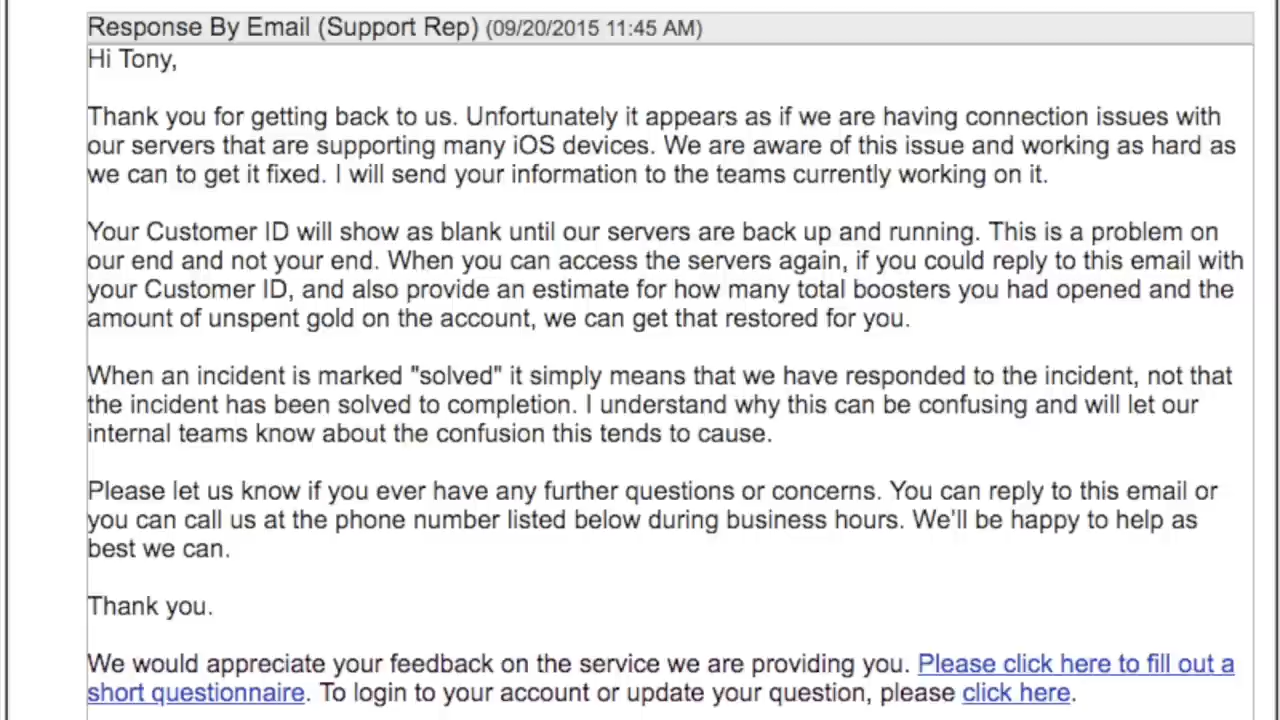 Response By Email (Support Rep) (09/20/2015 11:45 AM)
Hi Tony,
Thank you for getting back to us. Unfortunately it appears as if we are having connection issues with
our servers that are supporting many iOS devices. We are aware of this issue and working as hard as
we can to get it fixed. I will send your information to the teams currently working on it.
Your Customer ID will show as blank until our servers are back up and running. This is a problem on
our end and not your end. When you can access the servers again, if you could reply to this email with
your Customer ID, and also provide an estimate for how many total boosters you had opened and the
amount of unspent gold on the account, we can get that restored for you.
When an incident is marked "solved" it simply means that we have responded to the incident, not that
the incident has been solved to completion. I understand why this can be confusing and will let our
internal teams know about the confusion this tends to cause.
Please let us know if you ever have any further questions or concerns. You can reply to this email or
you can call us at the phone number listed below during business hours. We'll be happy to help as
best we can.
Thank you.
We would appreciate your feedback on the service we are providing you. Please click here to fill out a
short questionnaire. To login to your account or update your question, please click here.